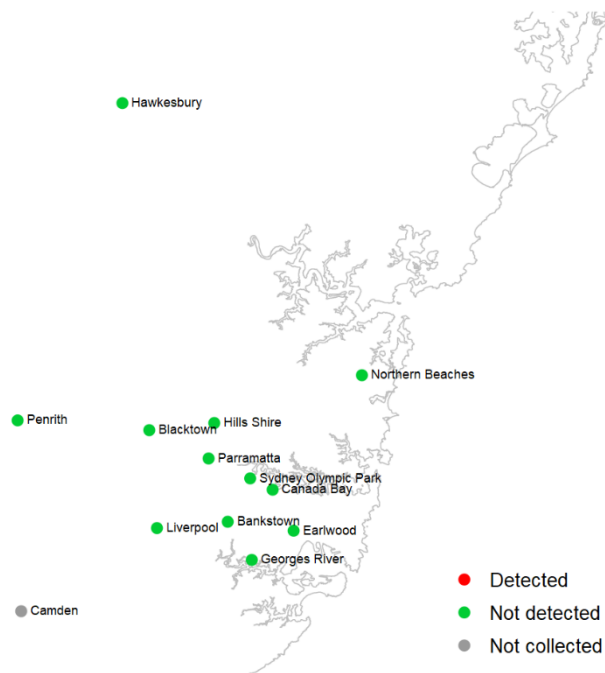 Hawkesbury
Northern Beaches
Penrith
Hills Shire
Blacktown
Parramatta
Sydney Olympic Park
Canada Bay
Bankstown
Liverpool
Earlwood
Georges River
Detected
Not detected
Camden
Not collected